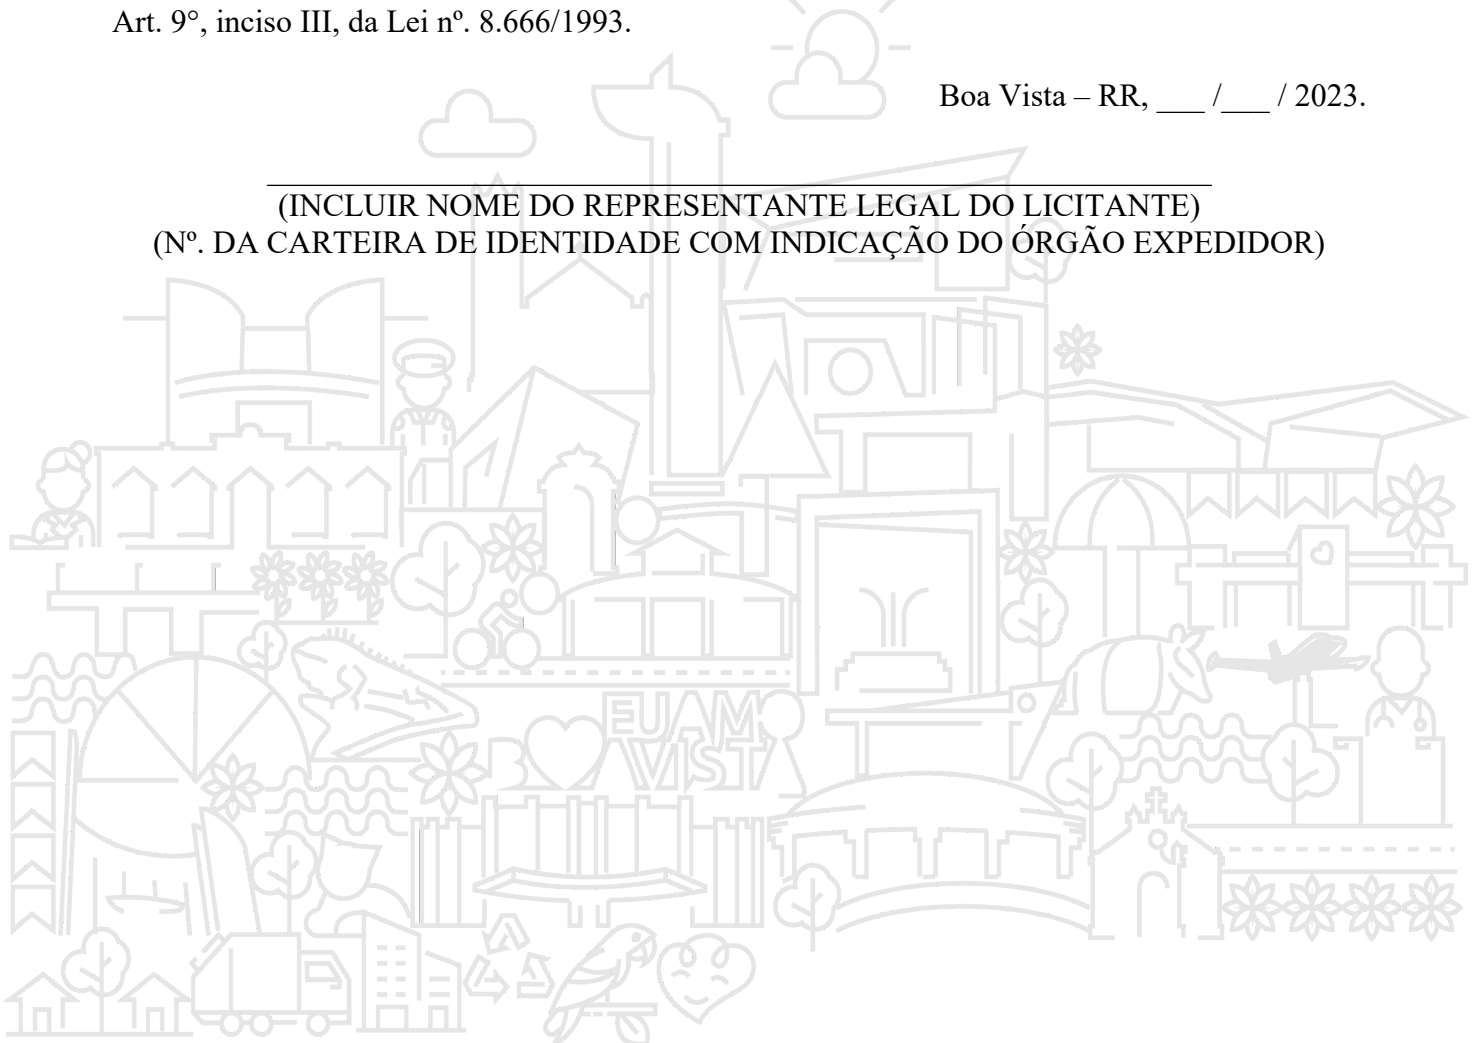 Art. 9°, inciso III, da Lei nº. 8.666/1993.
Boa Vista – RR, ___ /___ / 2023.
(INCLUIR NOME DO REPRESENTANTE LEGAL DO LICITANTE)
(Nº. DA CARTEIRA DE IDENTIDADE COM INDICAÇÃO DO ÓRGÃO EXPEDIDOR)
EU AMO
BOA VISTA